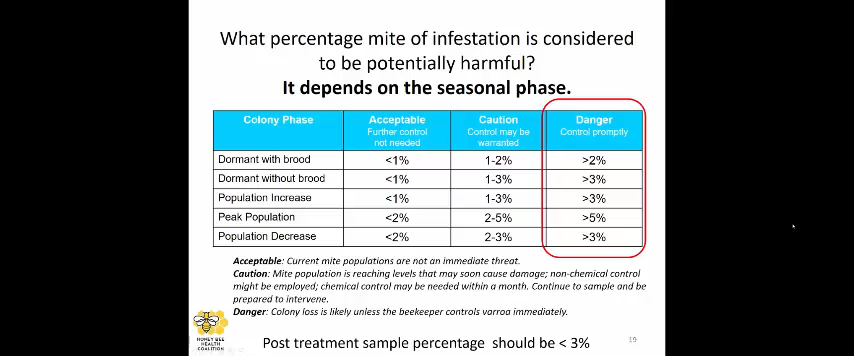 What percentage mite of infestation is considered
to be potentially harmful?
It depends on the seasonal phase.
Colony Phase Acceptable Caution Danger
Further control Control may be Control promptly
not needed warranted
Dormant with brood <1% 1-2% >2%
Dormant without brood <1% 1-3% >3%
Population Increase <1% 1-3% >3%
Peak Population <2% 2-5% >5%
Population Decrease <2% 2-3% >3%
Acceptable: Current mite populations are not an immediate threat.
Caution: Mite population is reaching levels that may soon cause damage; non-chemical control
might be employed; chemical control may be needed within a month. Continue to sample and be
prepared to intervene.
Danger: Colony loss is likely unless the beekeeper controls varroa immediately.
HONEY BEE
HEALTH
COALITION
Post treatment sample percentage should be < 3%
19